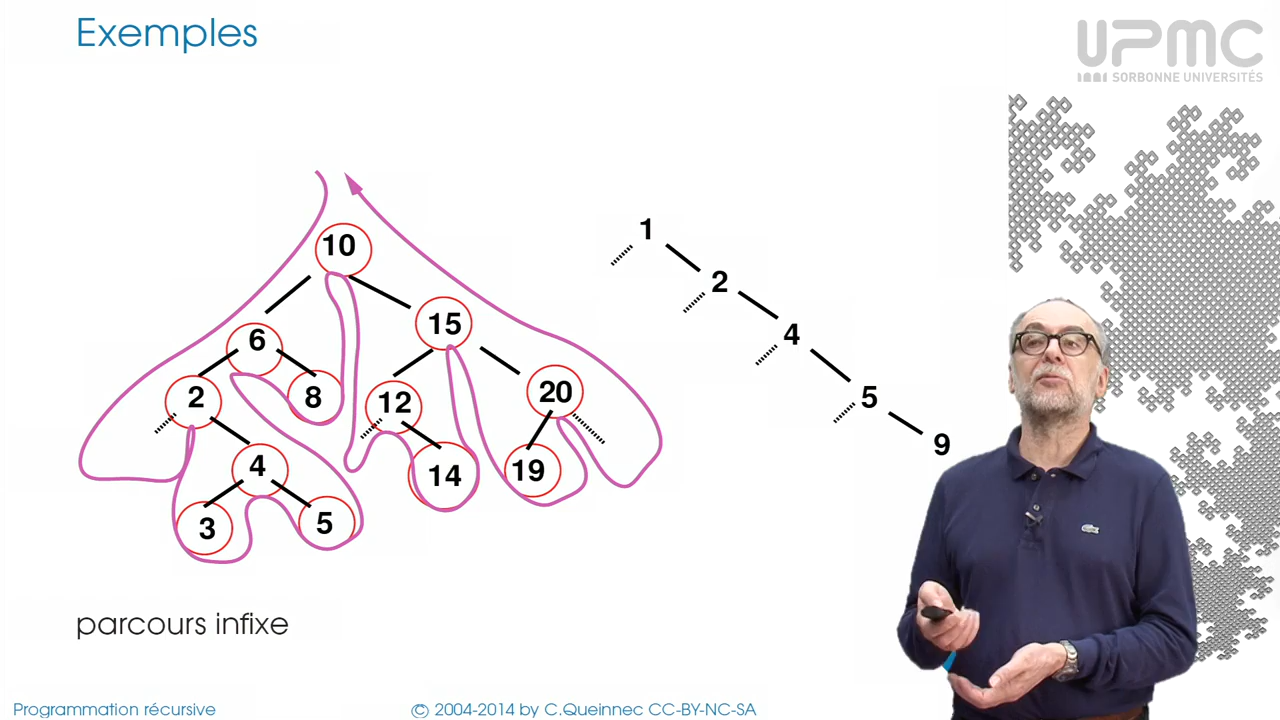 Exemples
UPMC
SORBONNE UNIVERSITÉS
10
6
15
2
8
12
20
4
14
19
3
5
1
2
4
5
9
parcours infixe
Programmation récursive
© 2004-2014 by C.Queinnec CC-BY-NC-SA